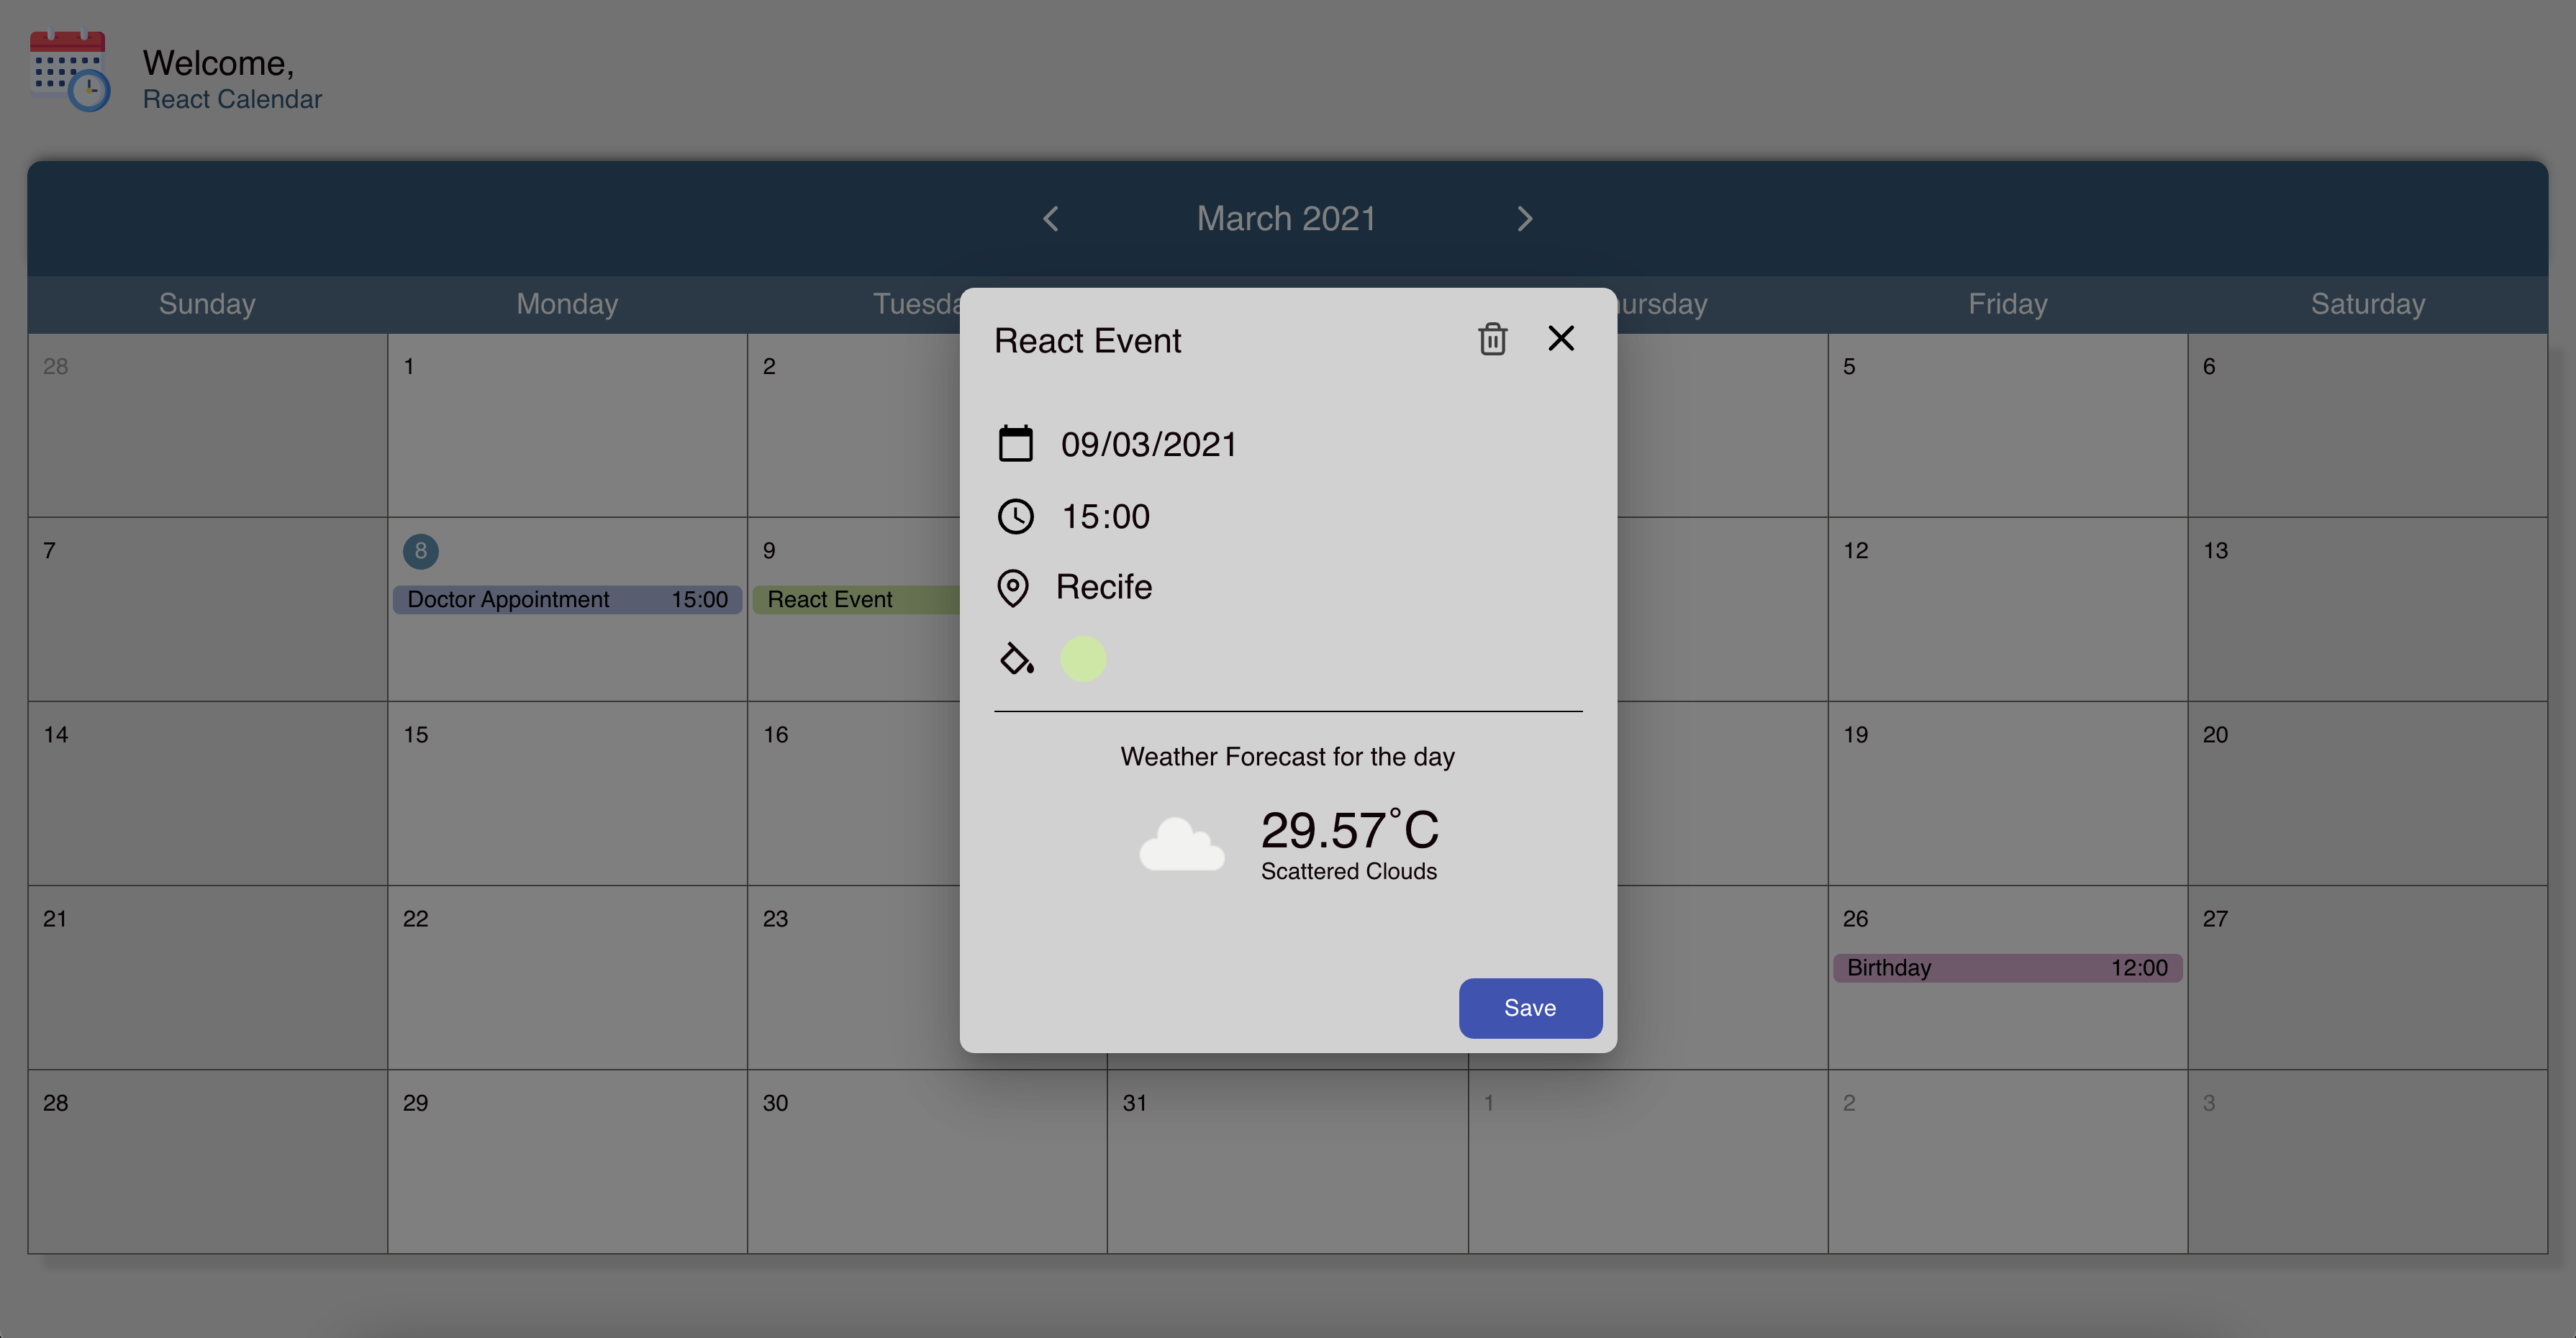 Welcome,
React Calendar
March 2021
Sunday Monday Tuesda ursday Friday Saturday
28 1 2 5 6
7 8 9 12 13
Doctor Appointment 15:00 React Event
14 15 16 19 20
21 22 23 26 27
Birthday 12:00
28 29 30 31 1 2 3
React Event
09/03/2021
15:00
Recife
Weather Forecast for the day
29.57°C
Scattered Clouds
Save